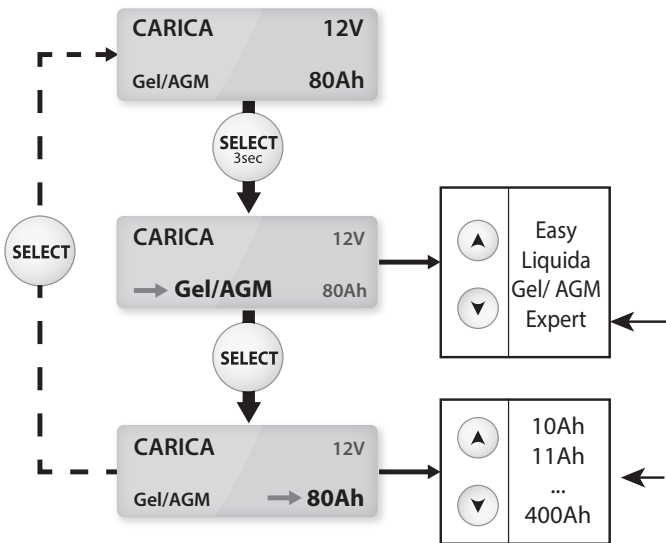 CARICA 12V
Gel/AGM 80Ah
SELECT
3sec
CARICA 12V
Gel/AGM 80Ah
Easy
Liquida
Gel/ AGM
Expert
SELECT
SELECT
CARICA 12V
Gel/AGM 80Ah
10Ah
11Ah
...
400Ah